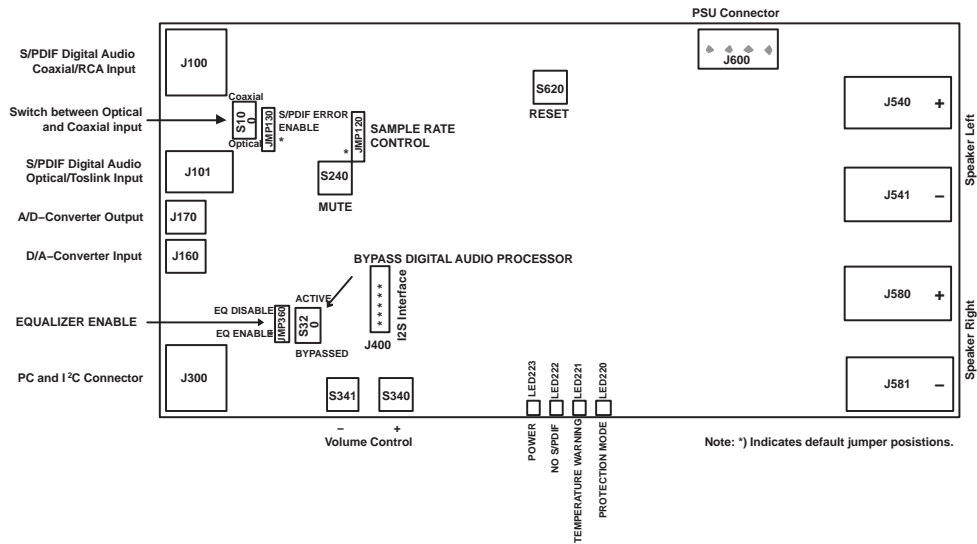 PSU Connector
S/PDIF Digital Audio
Coaxial/RCA Input
J100
J600
S620
RESET
J540
+
Speaker Left
Switch between Optical
and Coaxial input
Coaxial
S10
0
Optical
JMP130
S/PDIF ERROR
ENABLE
*
JMP120
*
SAMPLE RATE
CONTROL
S/PDIF Digital Audio
Optical/Toslink Input
J101
S240
MUTE
J541
–
A/D–Converter Output
J170
D/A–Converter Input
J160
BYPASS DIGITAL AUDIO PROCESSOR
J580
+
Speaker Right
EQUALIZER ENABLE
EQ DISABLE
EQ ENABLE
JMP360
*
ACTIVE
S32
0
BYPASSED
* * * * *
I2S Interface
J400
PC and I²C Connector
J300
S341
S340
–
+
Volume Control
LED223
LED222
LED221
LED220
POWER
NO S/PDIF
TEMPERATURE WARNING
PROTECTION MODE
J581
–
Note: *) Indicates default jumper posistions.